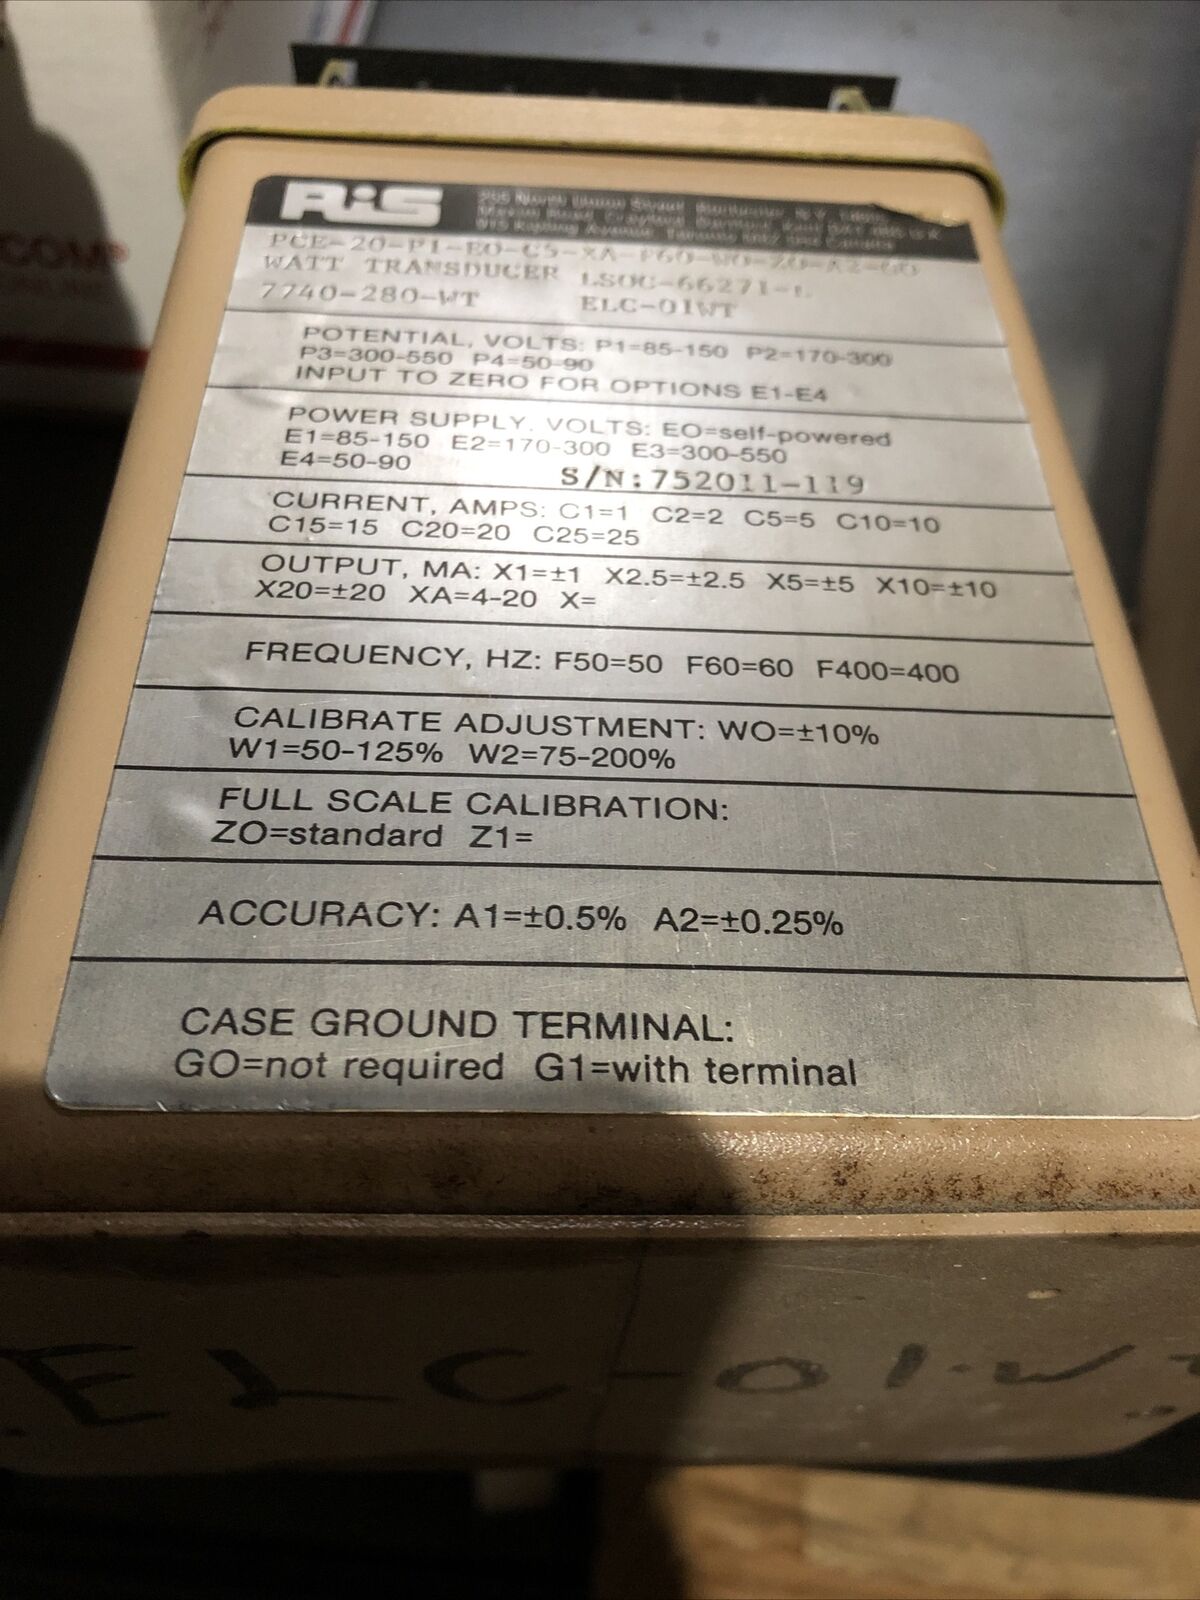 RiS
PCE-20-P1-EO-C5-XA-F60-WO-ZO-A2-GO
WATT TRANSDUCER LSOC-66271-
7740-280-WT ELC-01WT
POTENTIAL, VOLTS: P1=85-150 P2=170-300
P3=300-550 P4=50-90
INPUT TO ZERO FOR OPTIONS E1-E4
POWER SUPPLY. VOLTS: EO=self-powered
E1=85-150 E2=170-300 E3=300-550
E4=50-90 S/N:752011-119
CURRENT, AMPS: C1=1 C2=2 C5=5 C10=10
C15=15 C20=20 C25=25
OUTPUT, MA: X1=±1 X2.5=±2.5 X5=±5 X10=±10
X20=±20 XA=4-20 X=
FREQUENCY, HZ: F50=50 F60=60 F400=400
CALIBRATE ADJUSTMENT: WO=±10%
W1=50-125% W2=75-200%
FULL SCALE CALIBRATION:
ZO=standard Z1=
ACCURACY: A1=±0.5% A2=±0.25%
CASE GROUND TERMINAL:
GO=not required G1=with terminal
ELC-01-W